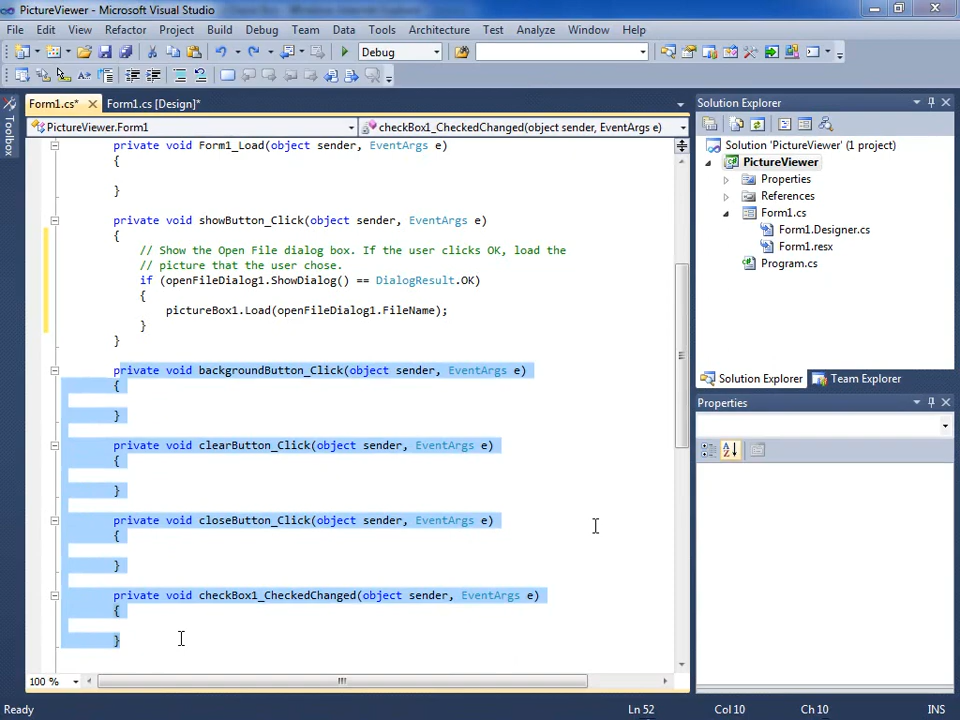 PictureViewer - Microsoft Visual Studio
File Edit View Refactor Project Build Debug Team Data Tools Architecture Test Analyze Window Help
Debug
Form1.cs* Form1.cs [Design]*
PictureViewer.Form1 checkBox1_CheckedChanged(object sender, EventArgs e)
Toolbox
private void Form1_Load(object sender, EventArgs e)
{
}
private void showButton_Click(object sender, EventArgs e)
{
// Show the Open File dialog box. If the user clicks OK, load the
// picture that the user chose.
if (openFileDialog1.ShowDialog() == DialogResult.OK)
{
pictureBox1.Load(openFileDialog1.FileName);
}
}
private void backgroundButton_Click(object sender, EventArgs e)
{
}
private void clearButton_Click(object sender, EventArgs e)
{
}
private void closeButton_Click(object sender, EventArgs e)
{
}
private void checkBox1_CheckedChanged(object sender, EventArgs e)
{
}
100 %
Solution Explorer
Solution 'PictureViewer' (1 project)
PictureViewer
Properties
References
Form1.cs
Form1.Designer.cs
Form1.resx
Program.cs
Solution Explorer Team Explorer
Properties
Ready Ln 52 Col 10 Ch 10 INS